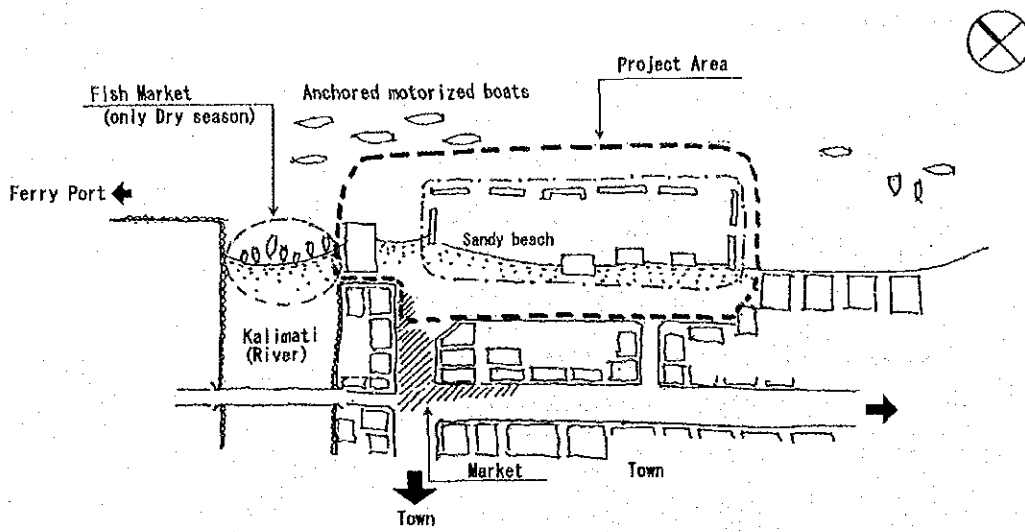 Project Area
Fish Market
(only Dry season)
Anchored motorized boats
Ferry Port
Sandy beach
Kalimati
(River)
Market
Town
Town